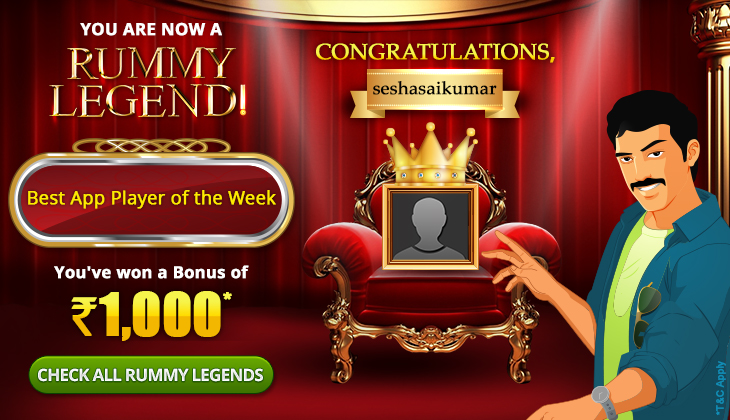 YOU ARE NOW A
RUMMY
LEGEND!
Best App Player of the Week
You've won a Bonus of
₹1,000*
CHECK ALL RUMMY LEGENDS
CONGRATULATIONS,
seshasaikumar
*T&C Apply